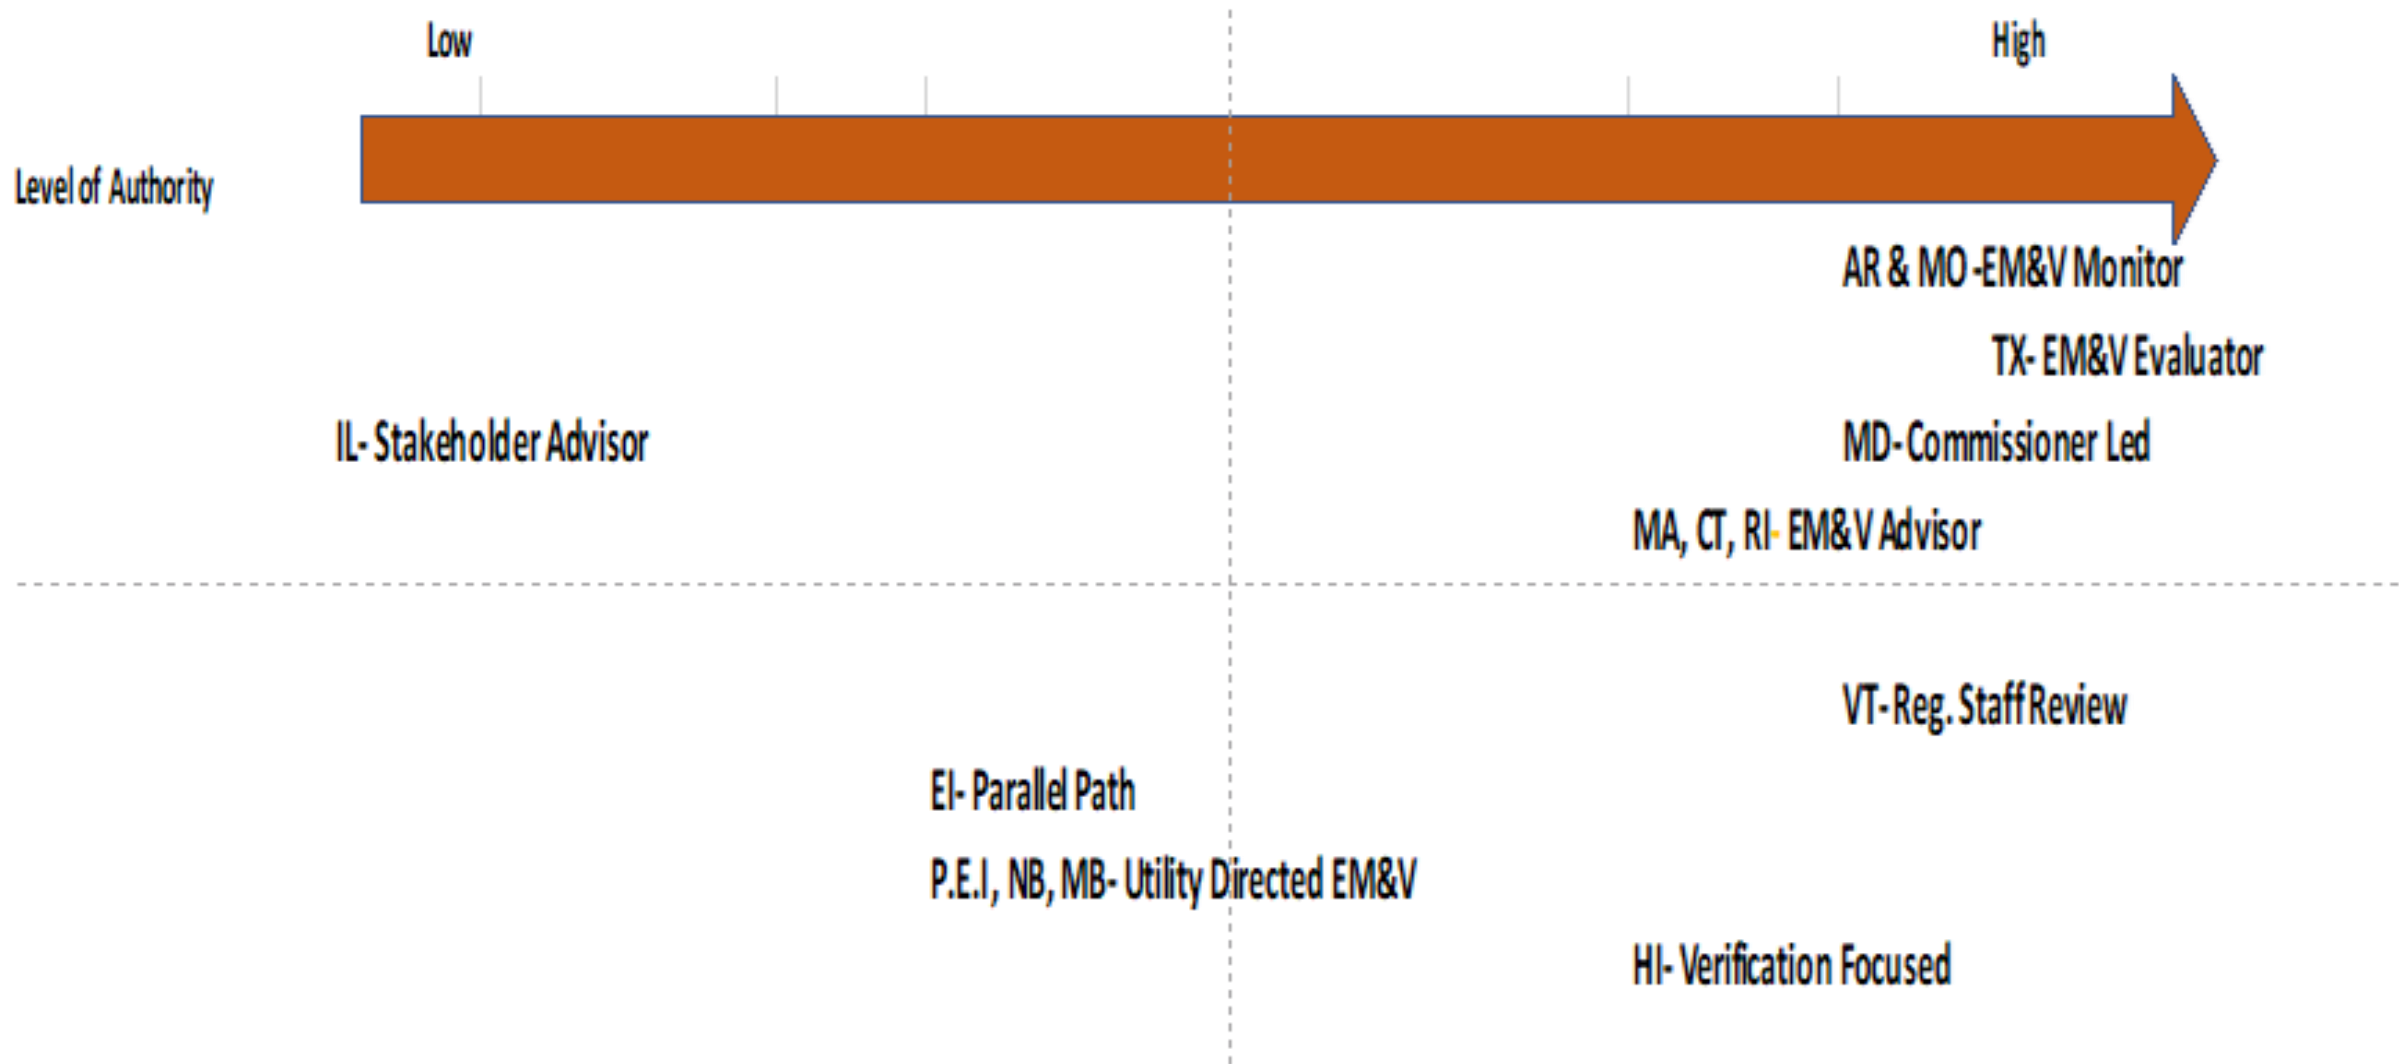 Low
High
Level of Authority
AR & MO -EM&V Monitor
TX- EM&V Evaluator
IL- Stakeholder Advisor
MD- Commissioner Led
MA, CT, RI- EM&V Advisor
VT- Reg. Staff Review
EI- Parallel Path
P.E.I, NB, MB- Utility Directed EM&V
HI- Verification Focused